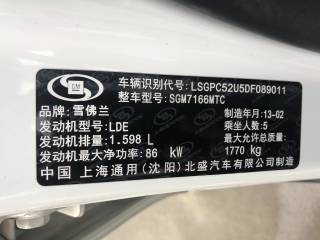 GM
车辆识别代号: LSGPC52U5DF089011
整车型号: SGM7166MTC
品牌: 雪佛兰 制造年月: 13-02
发动机型号: LDE 乘坐人数: 5
发动机排量: 1.598 L 最大允许总质量:
发动机最大净功率: 86 kW 1770 kg
中国 上海通用(沈阳)北盛汽车有限公司制造